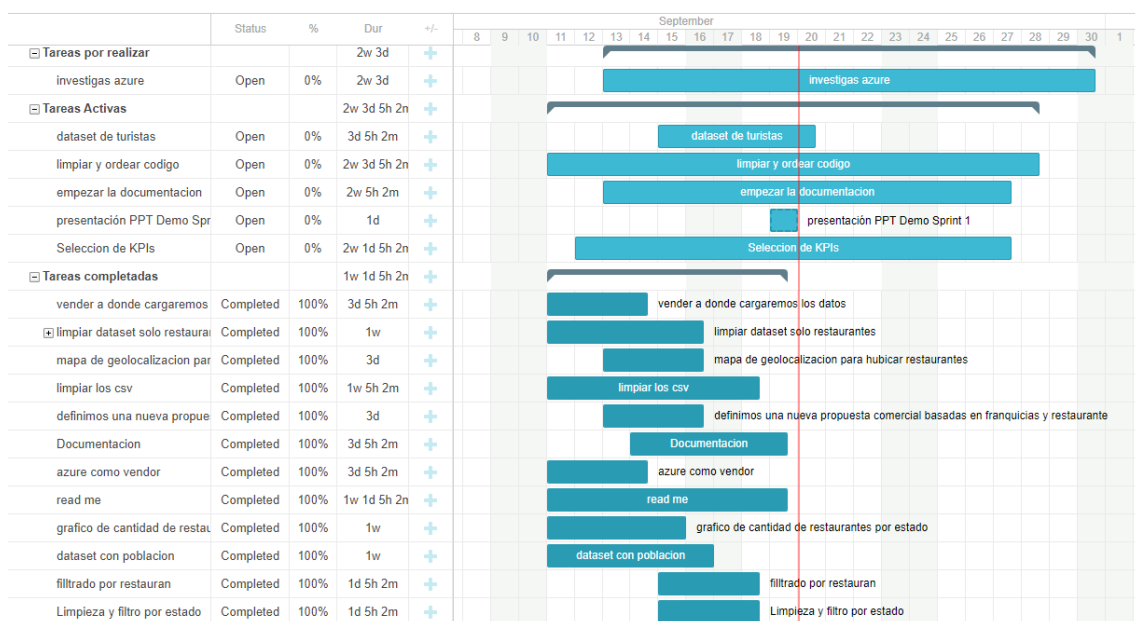 September
Status % Dur +/-
8 9 10 11 12 13 14 15 16 17 18 19 20 21 22 23 24 25 26 27 28 29 30 1
Tareas por realizar 2w 3d
investigas azure Open 0% 2w 3d investigas azure
Tareas Activas 2w 3d 5h 2m
dataset de turistas Open 0% 3d 5h 2m dataset de turistas
limpiar y ordear codigo Open 0% 2w 3d 5h 2m limpiar y ordear codigo
empezar la documentacion Open 0% 2w 5h 2m empezar la documentacion
presentación PPT Demo Spr Open 0% 1d presentación PPT Demo Sprint 1
Seleccion de KPIs Open 0% 2w 1d 5h 2m Seleccion de KPIs
Tareas completadas 1w 1d 5h 2m
vender a donde cargaremos Completed 100% 3d 5h 2m vender a donde cargaremos los datos
limpiar dataset solo restaurar Completed 100% 1w limpiar dataset solo restaurantes
mapa de geolocalizacion par Completed 100% 3d mapa de geolocalizacion para hubicar restaurantes
limpiar los csv Completed 100% 1w 5h 2m limpiar los csv
definimos una nueva propues Completed 100% 3d definimos una nueva propuesta comercial basadas en franquicias y restaurante
Documentacion Completed 100% 3d 5h 2m Documentacion
azure como vendor Completed 100% 3d 5h 2m azure como vendor
read me Completed 100% 1w 1d 5h 2m read me
grafico de cantidad de restau Completed 100% 1w grafico de cantidad de restaurantes por estado
dataset con poblacion Completed 100% 1w dataset con poblacion
filltrado por restauran Completed 100% 1d 5h 2m filltrado por restauran
Limpieza y filtro por estado Completed 100% 1d 5h 2m Limpieza y filtro por estado